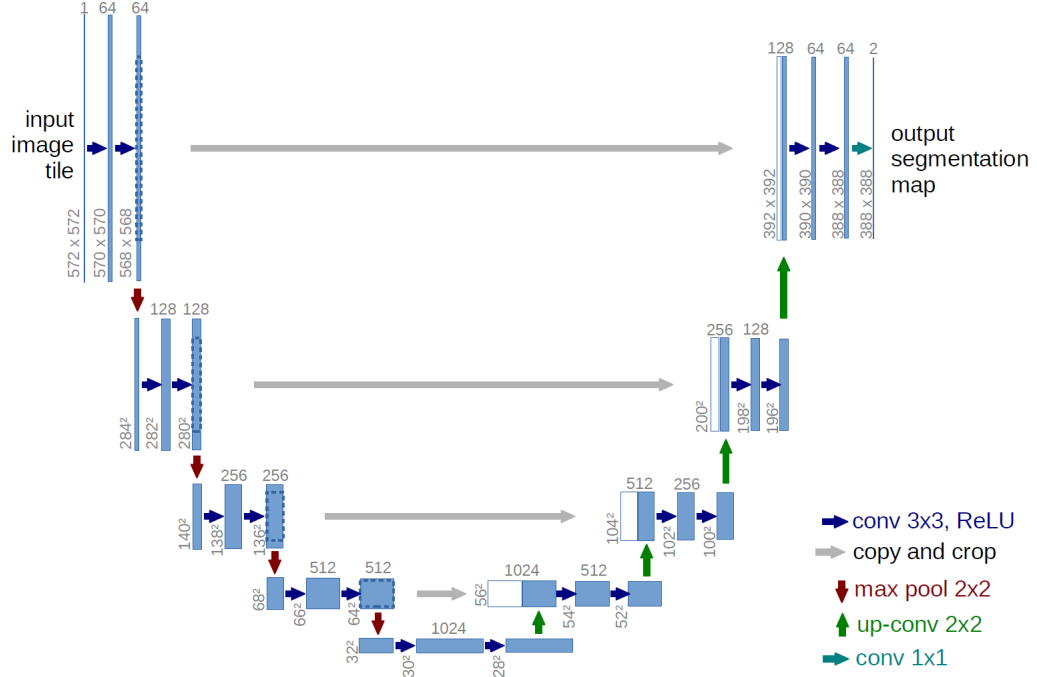 1 64 64
input
image
tile
572 x 572
570 x 570
568 x 568
128 64 64 2
output
segmentation
map
392 x 392
390 x 390
388 x 388
388 x 388
128 128
284²
282²
280²
256 128
200²
198²
196²
256 256
140²
138²
136²
512 256
104²
102²
100²
512 512
68²
66²
64²
1024 512
56²
54²
52²
1024
32²
30²
28²
conv 3x3, ReLU
copy and crop
max pool 2x2
up-conv 2x2
conv 1x1